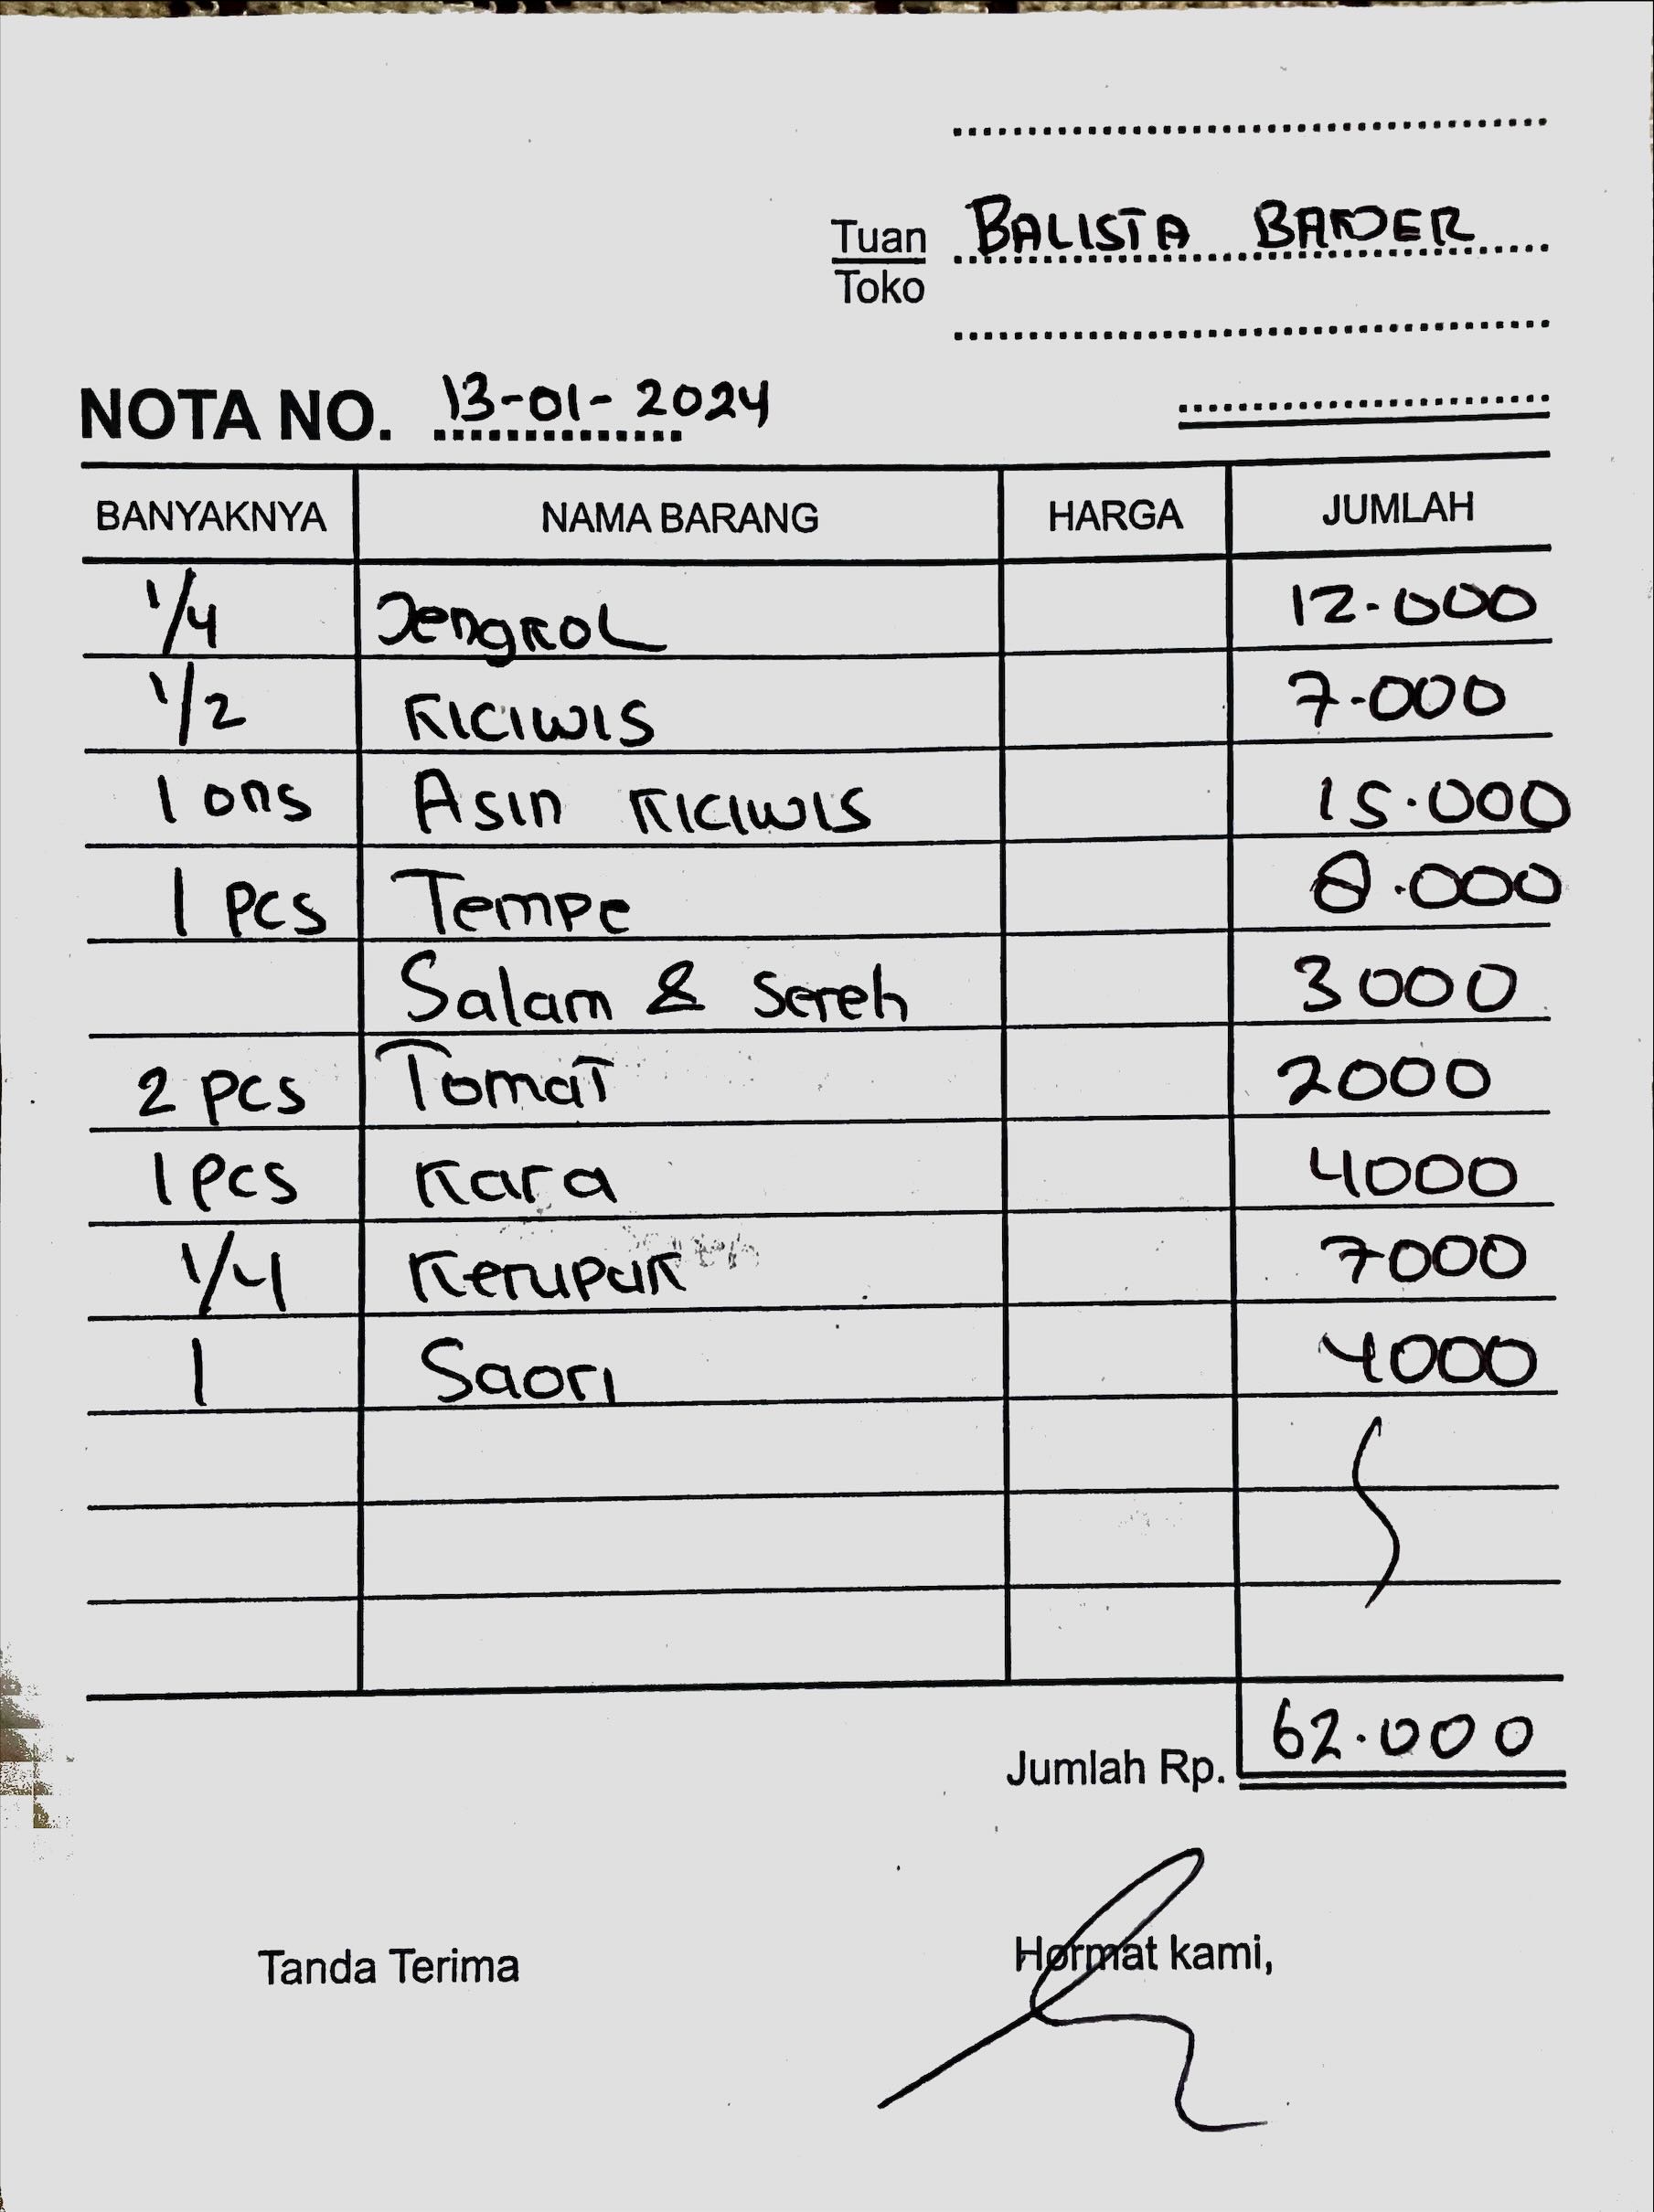 Tuan BALISTA
Toko
NOTA NO. 13-01-2024
BANYAKNYA NAMA BARANG HARGA JUMLAH
1/4 Jengkol 12.000
1/2 KICIWIS 7.000
1 ons Asin KICIWIS 15.000
1 pcs Tempe 8.000
Salam & Sereh 3000
2 pcs Tomat 2000
1 pcs Kara 4000
1/4 Kerupuk 7000
1 Saori 4000
Jumlah Rp. 62.000
Tanda Terima Hormat kami,